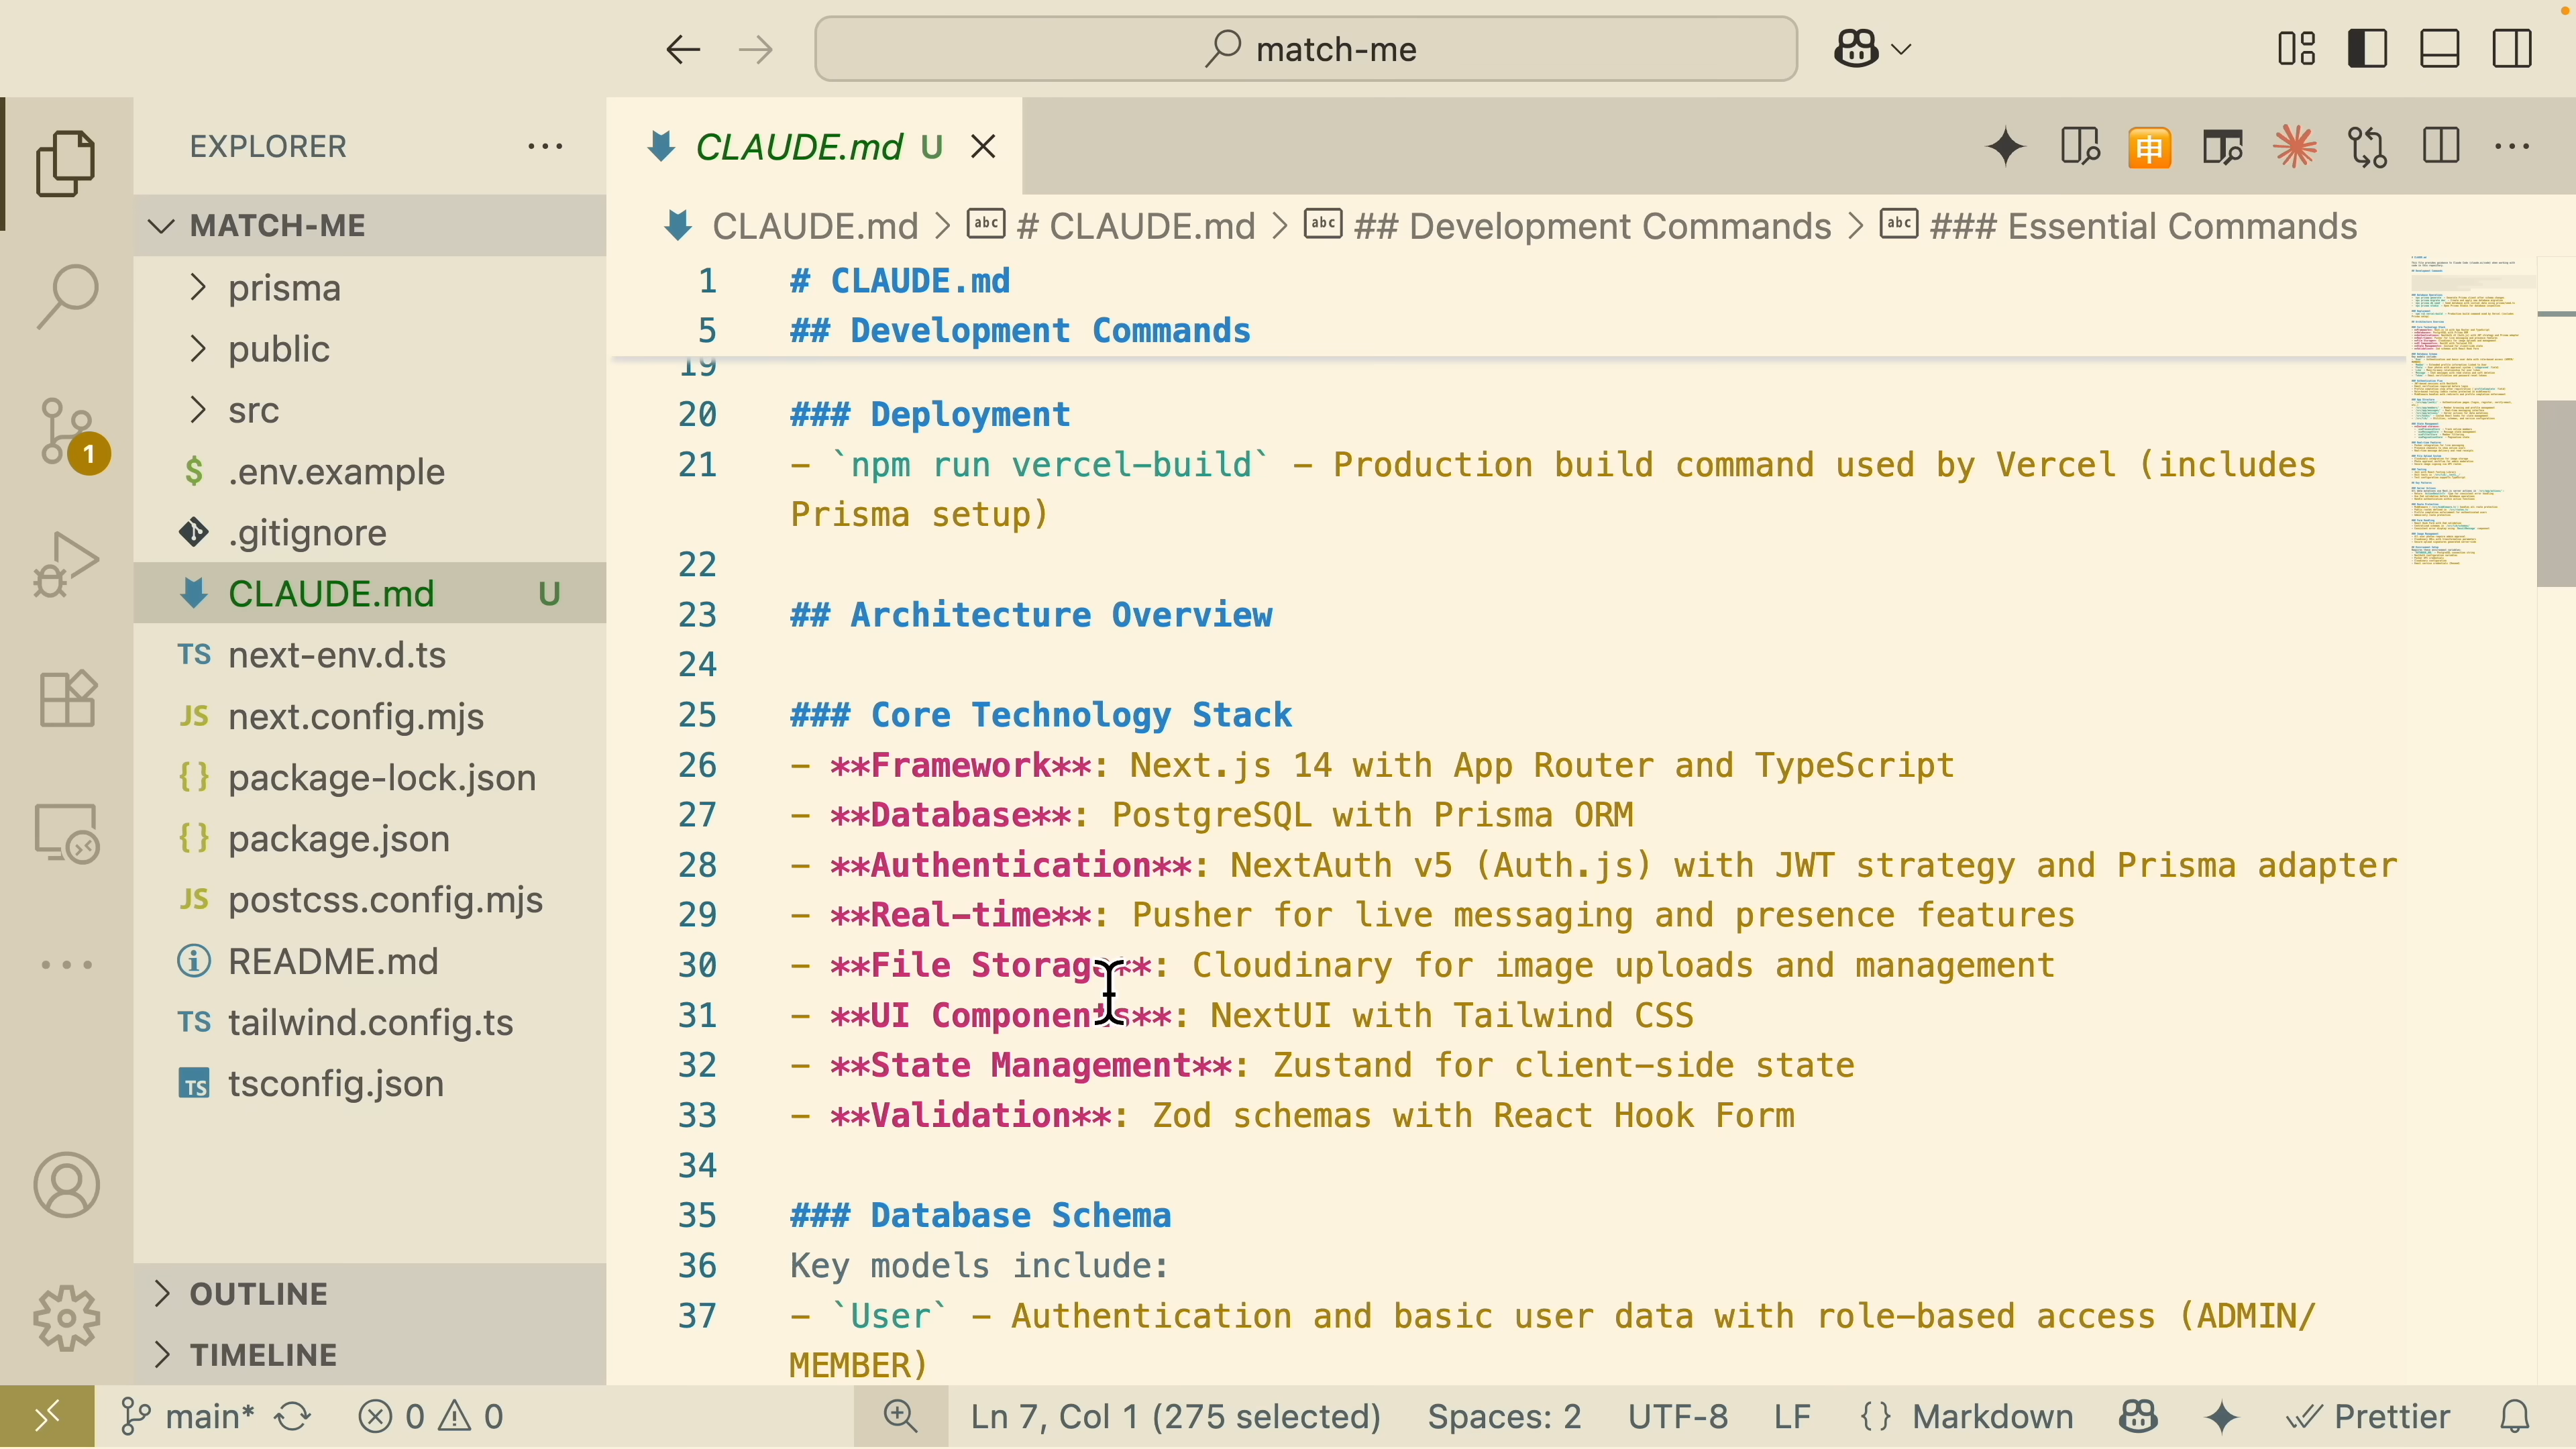 match-me
EXPLORER
CLAUDE.md U
MATCH-ME
prisma
public
src
.env.example
.gitignore
CLAUDE.md U
next-env.d.ts
next.config.mjs
package-lock.json
package.json
postcss.config.mjs
README.md
tailwind.config.ts
tsconfig.json
OUTLINE
TIMELINE
1
申
CLAUDE.md > # CLAUDE.md > ## Development Commands > ### Essential Commands
1 # CLAUDE.md
5 ## Development Commands
19
20 ### Deployment
21 - `npm run vercel-build` - Production build command used by Vercel (includes
Prisma setup)
22
23 ## Architecture Overview
24
25 ### Core Technology Stack
26 - **Framework**: Next.js 14 with App Router and TypeScript
27 - **Database**: PostgreSQL with Prisma ORM
28 - **Authentication**: NextAuth v5 (Auth.js) with JWT strategy and Prisma adapter
29 - **Real-time**: Pusher for live messaging and presence features
30 - **File Storage**: Cloudinary for image uploads and management
31 - **UI Components**: NextUI with Tailwind CSS
32 - **State Management**: Zustand for client-side state
33 - **Validation**: Zod schemas with React Hook Form
34
35 ### Database Schema
36 Key models include:
37 - `User` - Authentication and basic user data with role-based access (ADMIN/
MEMBER)
main* 0 0 Ln 7, Col 1 (275 selected) Spaces: 2 UTF-8 LF {} Markdown Prettier